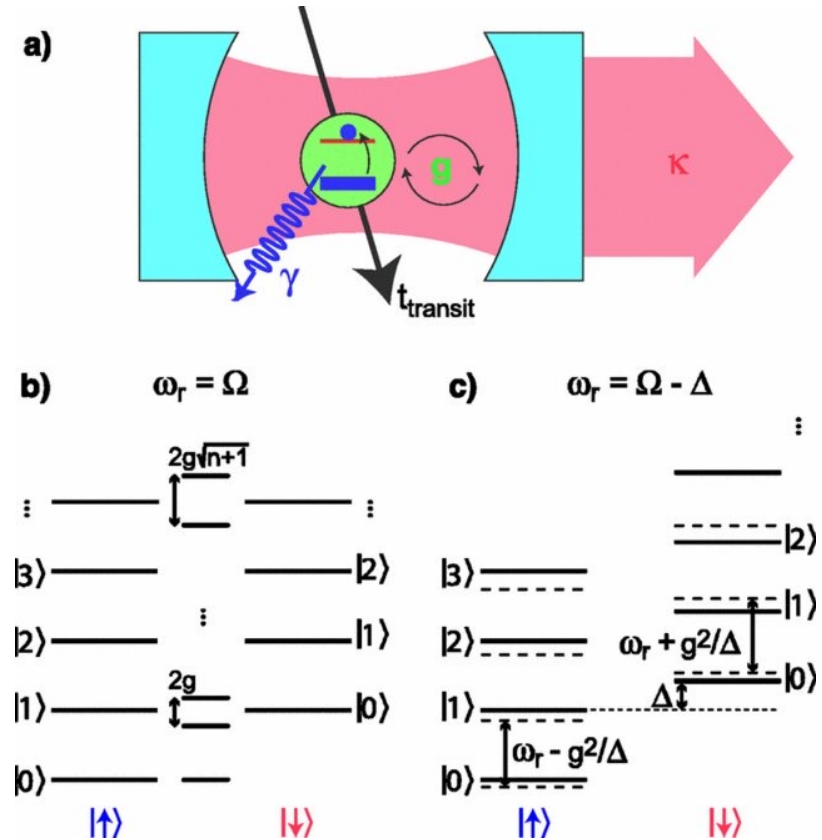 a)
g
κ
γ
t_transit
b) ω_r = Ω
c) ω_r = Ω - Δ
⋮
2g√n+1
⋮
⋮
|3⟩
|2⟩
|3⟩
|2⟩
⋮
|2⟩
|1⟩
|2⟩
|1⟩
ω_r + g²/Δ
2g
|1⟩
|0⟩
|1⟩
Δ
|0⟩
ω_r - g²/Δ
|0⟩
|0⟩
|↑⟩
|↓⟩
|↑⟩
|↓⟩